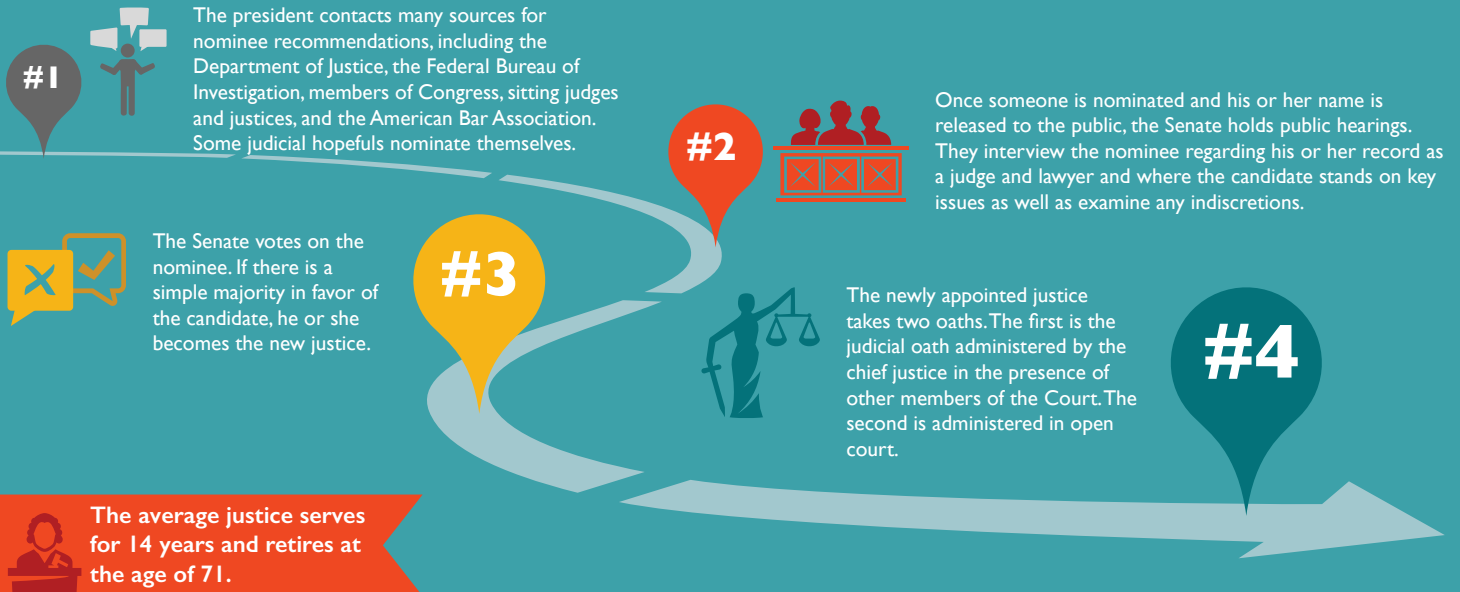 #1
The president contacts many sources for
nominee recommendations, including the
Department of Justice, the Federal Bureau of
Investigation, members of Congress, sitting judges
and justices, and the American Bar Association.
Some judicial hopefuls nominate themselves.
#2
Once someone is nominated and his or her name is
released to the public, the Senate holds public hearings.
They interview the nominee regarding his or her record as
a judge and lawyer and where the candidate stands on key
issues as well as examine any indiscretions.
#3
The Senate votes on the
nominee. If there is a
simple majority in favor of
the candidate, he or she
becomes the new justice.
#4
The newly appointed justice
takes two oaths. The first is the
judicial oath administered by the
chief justice in the presence of
other members of the Court. The
second is administered in open
court.
The average justice serves
for 14 years and retires at
the age of 71.